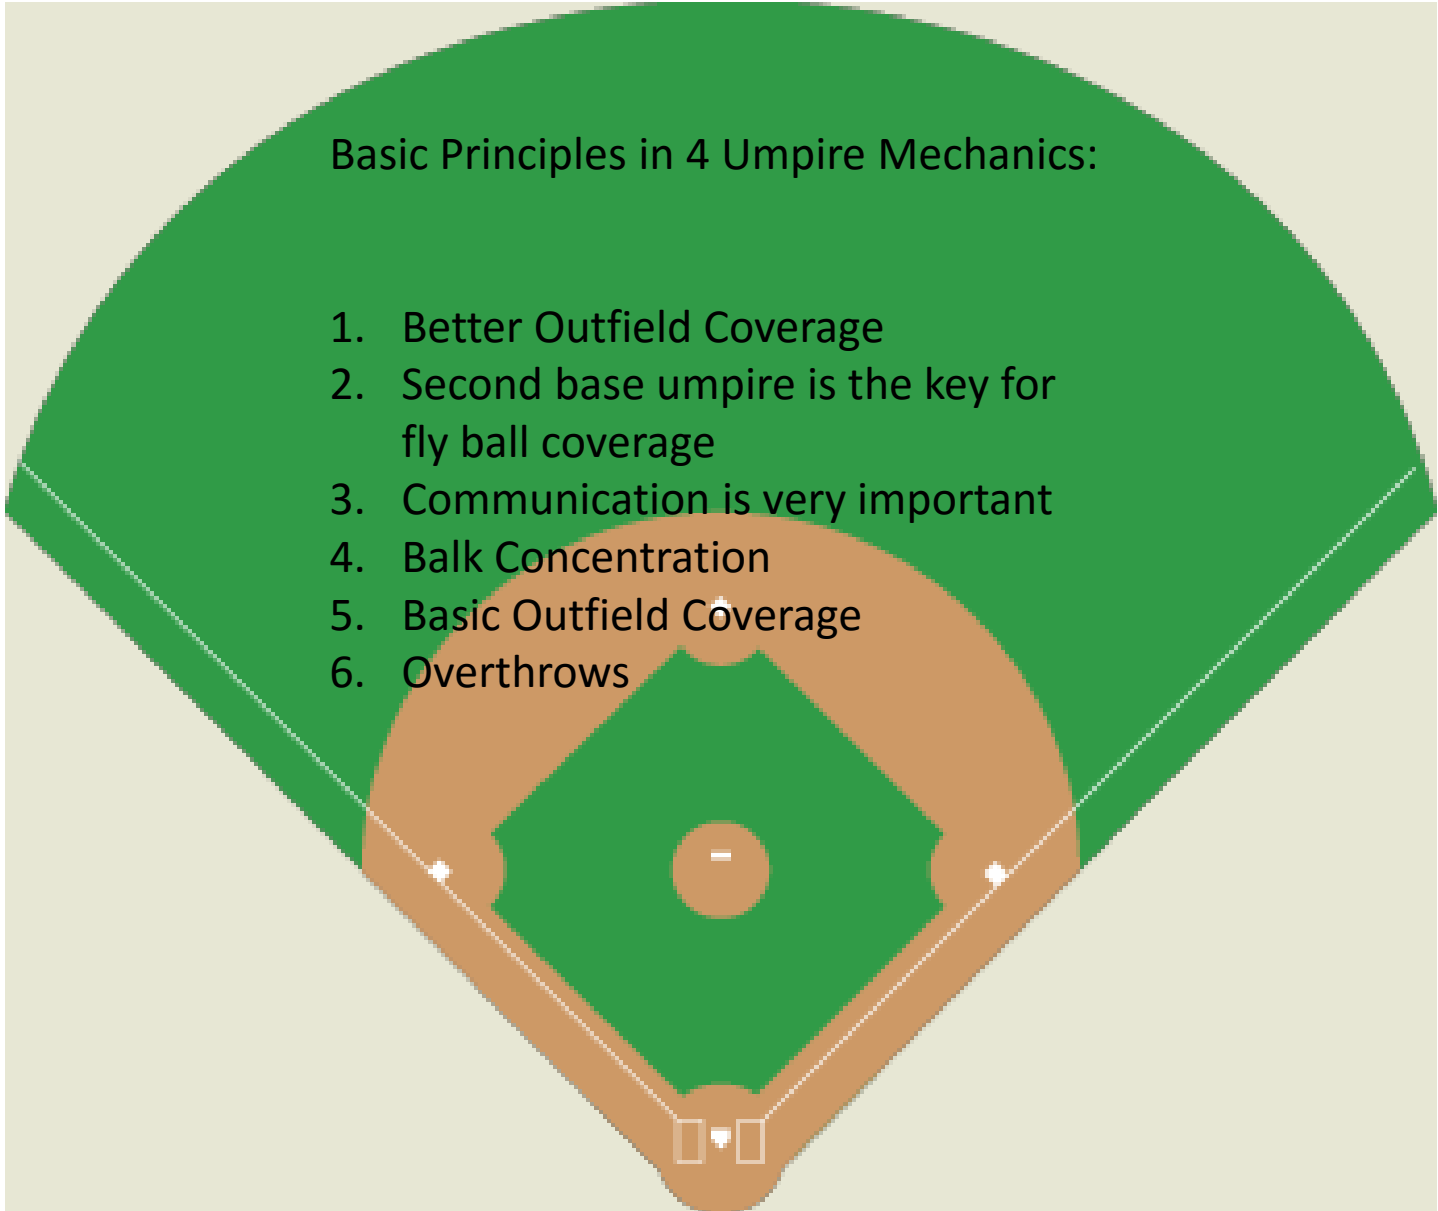 Basic Principles in 4 Umpire Mechanics:
1. Better Outfield Coverage
2. Second base umpire is the key for
fly ball coverage
3. Communication is very important
4. Balk Concentration
5. Basic Outfield Coverage
6. Overthrows